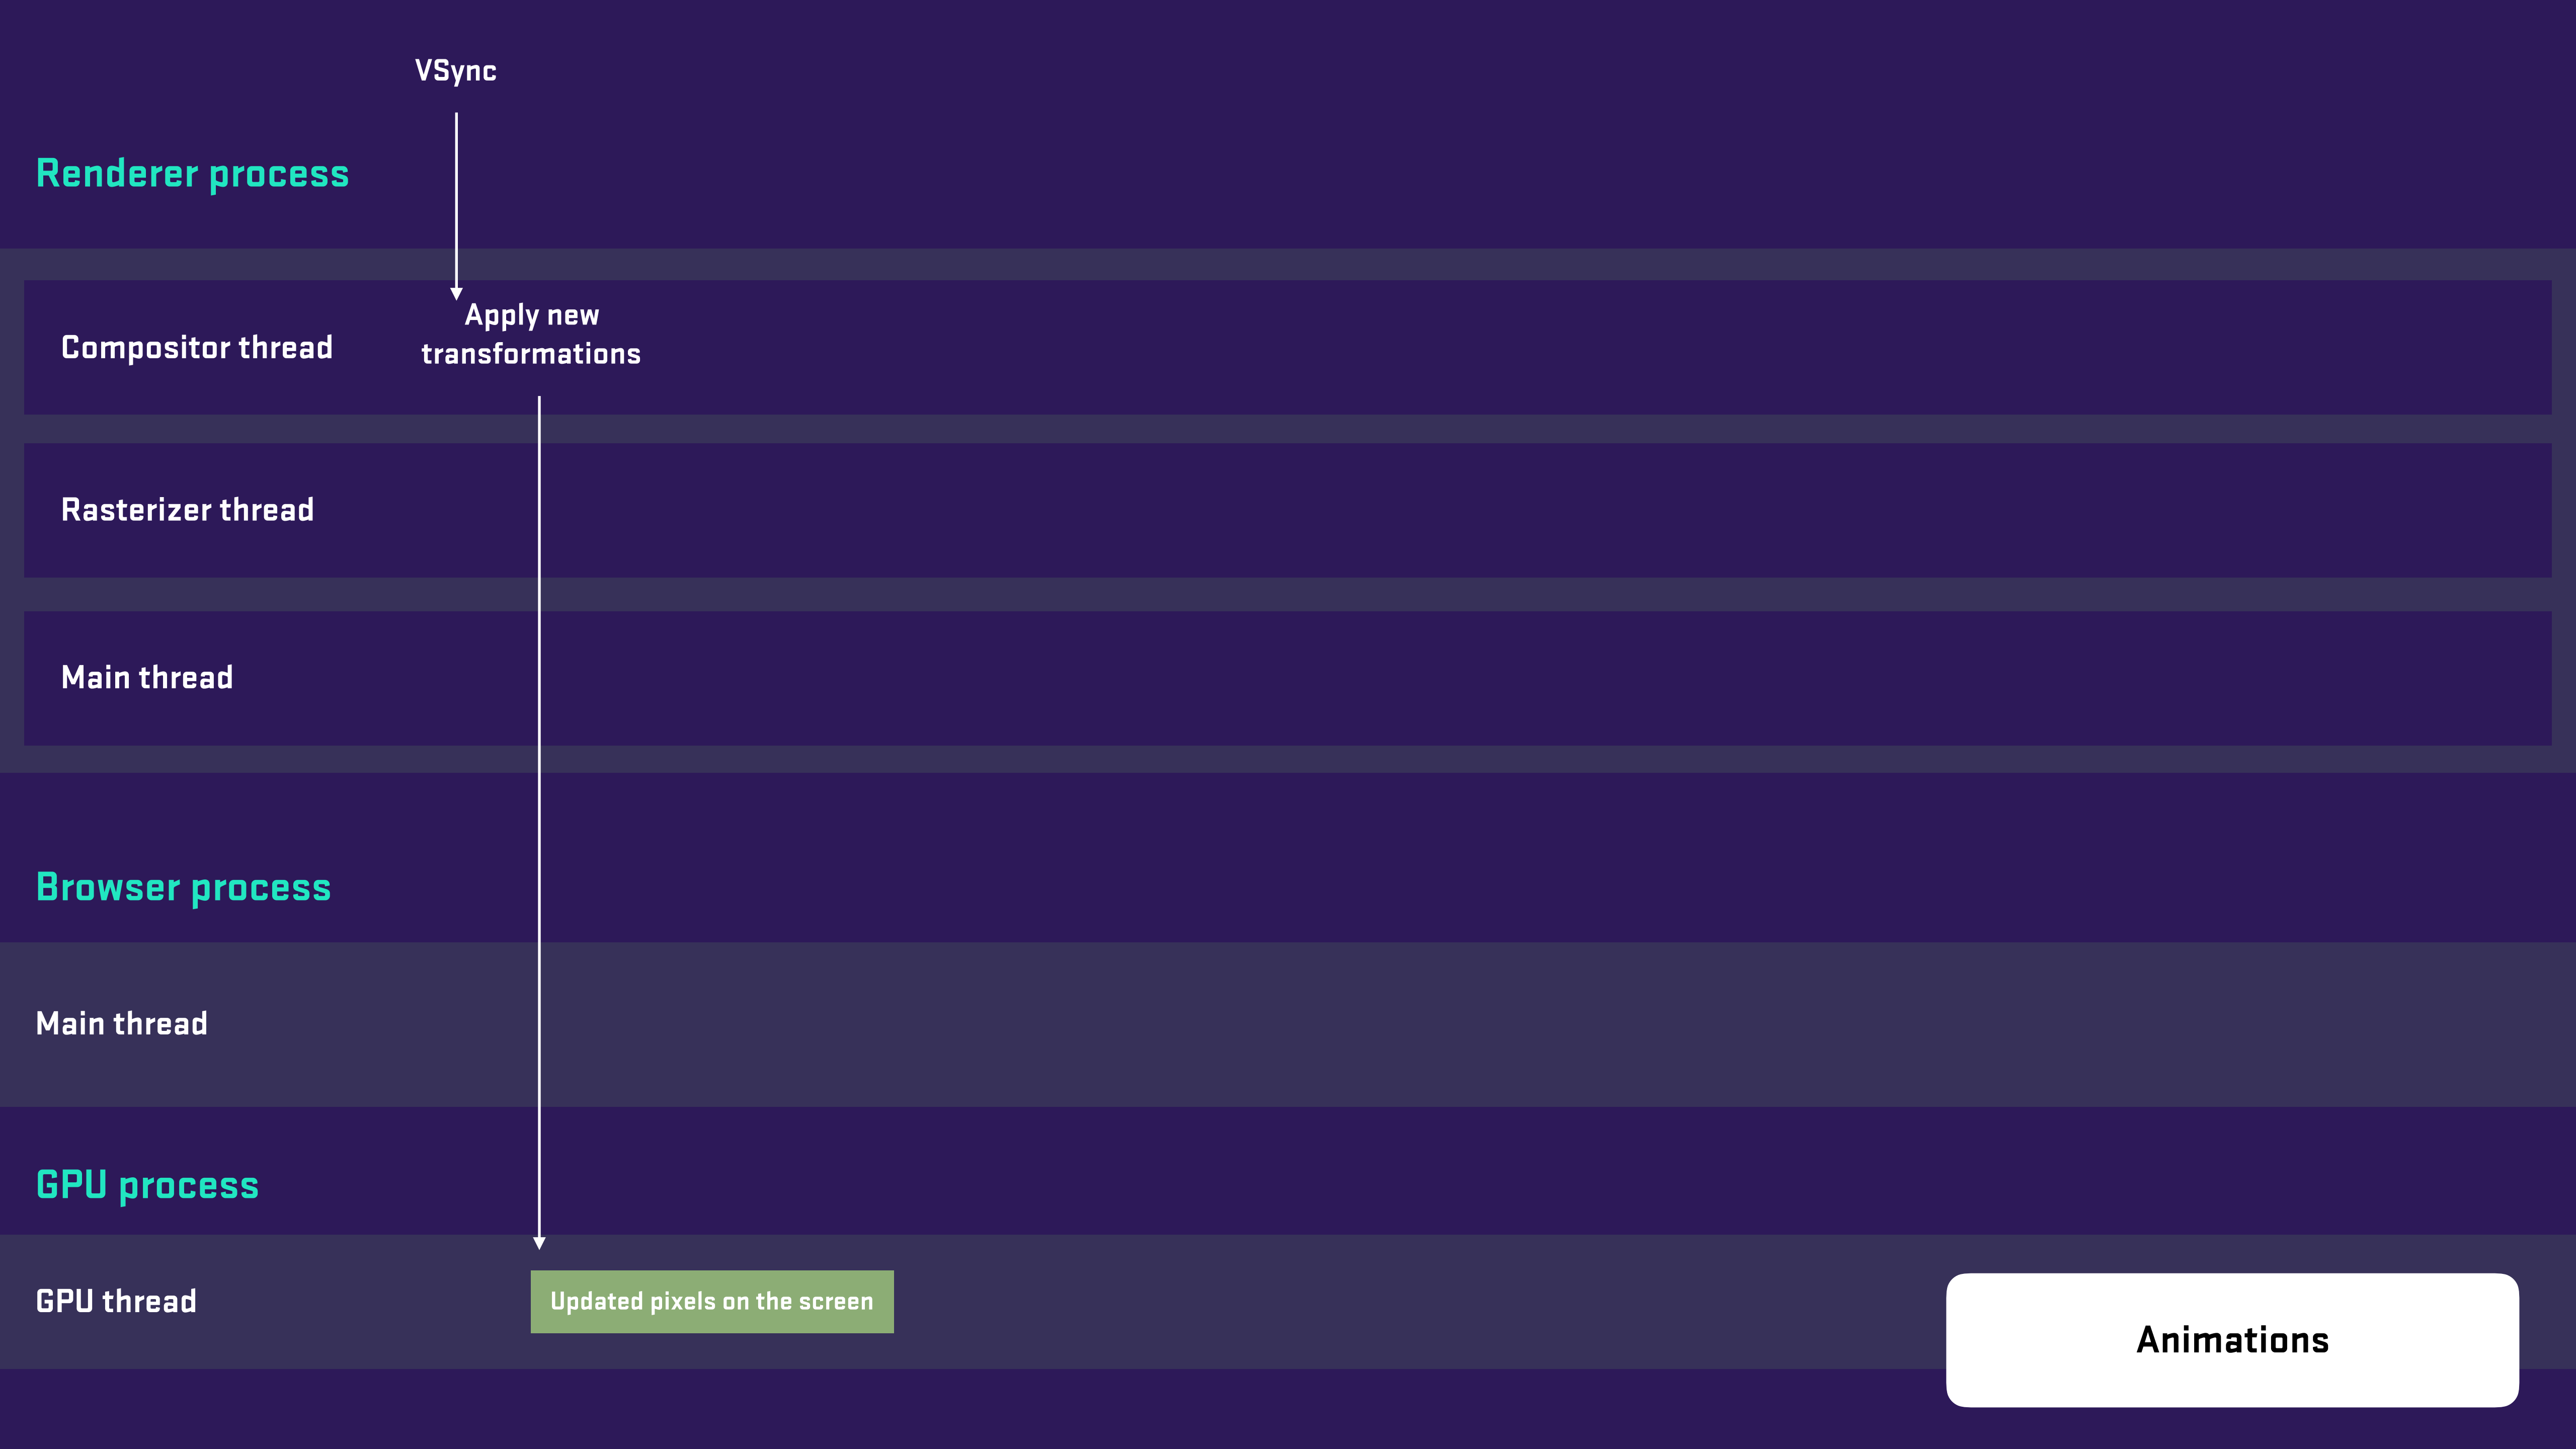 VSync
Renderer process
Apply new
transformations
Compositor thread
Rasterizer thread
Main thread
Browser process
Main thread
GPU process
GPU thread
Updated pixels on the screen
Animations